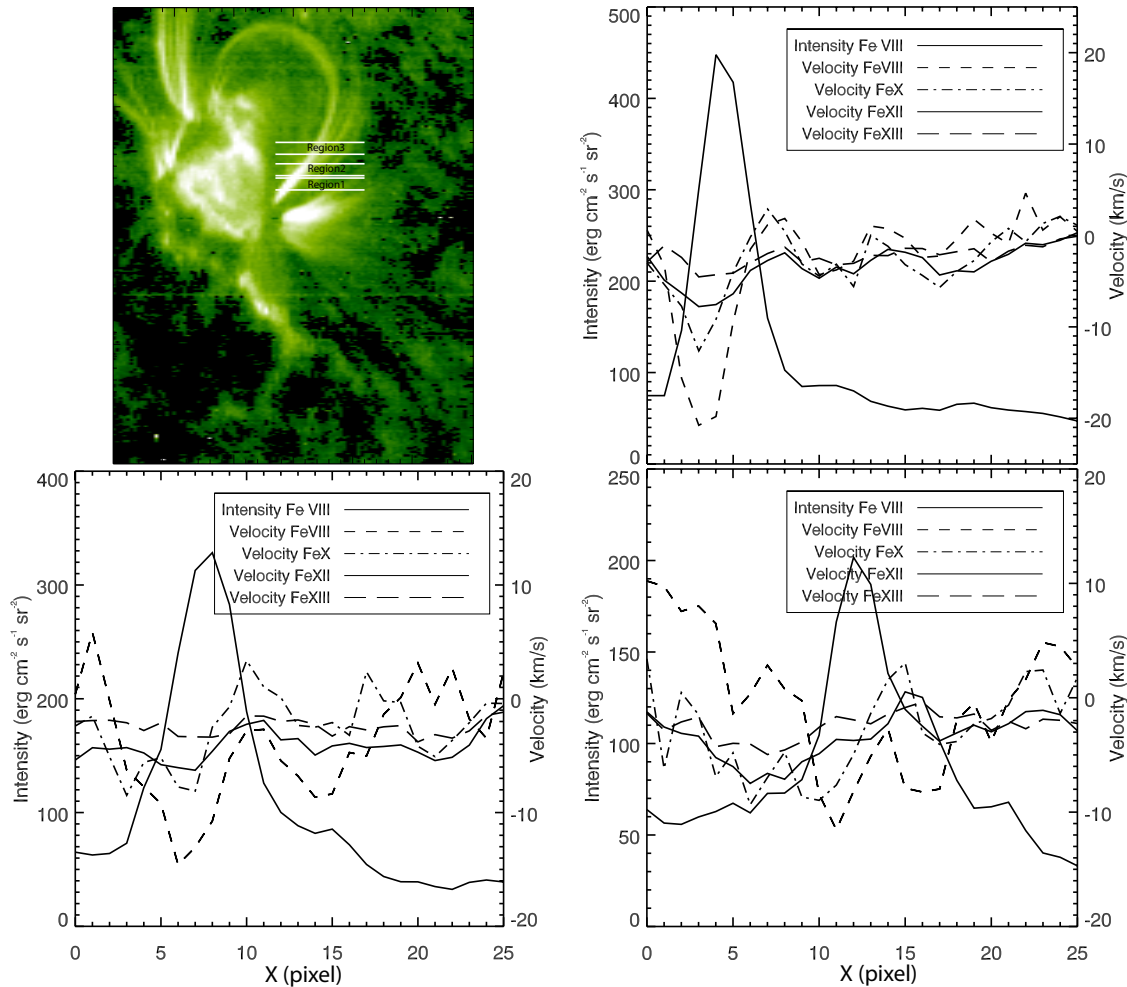 Region3
Region2
Region1
500
400
300
200
100
0
Intensity (erg cm⁻² s⁻¹ sr⁻²)
Intensity Fe VIII
Velocity FeVIII
Velocity FeX
Velocity FeXII
Velocity FeXIII
20
10
0
-10
-20
Velocity (km/s)
400
300
200
100
0
Intensity (erg cm⁻² s⁻¹ sr⁻²)
Intensity Fe VIII
Velocity FeVIII
Velocity FeX
Velocity FeXII
Velocity FeXIII
20
10
0
-10
-20
Velocity (km/s)
0 5 10 15 20 25
X (pixel)
250
200
150
100
50
0
Intensity (erg cm⁻² s⁻¹ sr⁻²)
Intensity Fe VIII
Velocity FeVIII
Velocity FeX
Velocity FeXII
Velocity FeXIII
20
10
0
-10
-20
Velocity (km/s)
0 5 10 15 20 25
X (pixel)